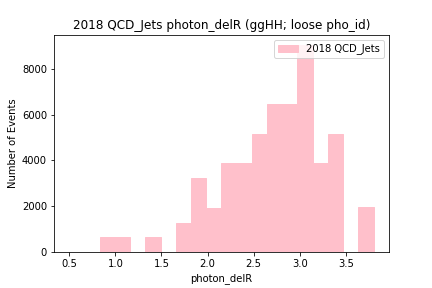 2018 QCD_Jets photon_delR (ggHH; loose pho_id)
2018 QCD_Jets
Number of Events
8000
6000
4000
2000
0
0.5 1.0 1.5 2.0 2.5 3.0 3.5
photon_delR